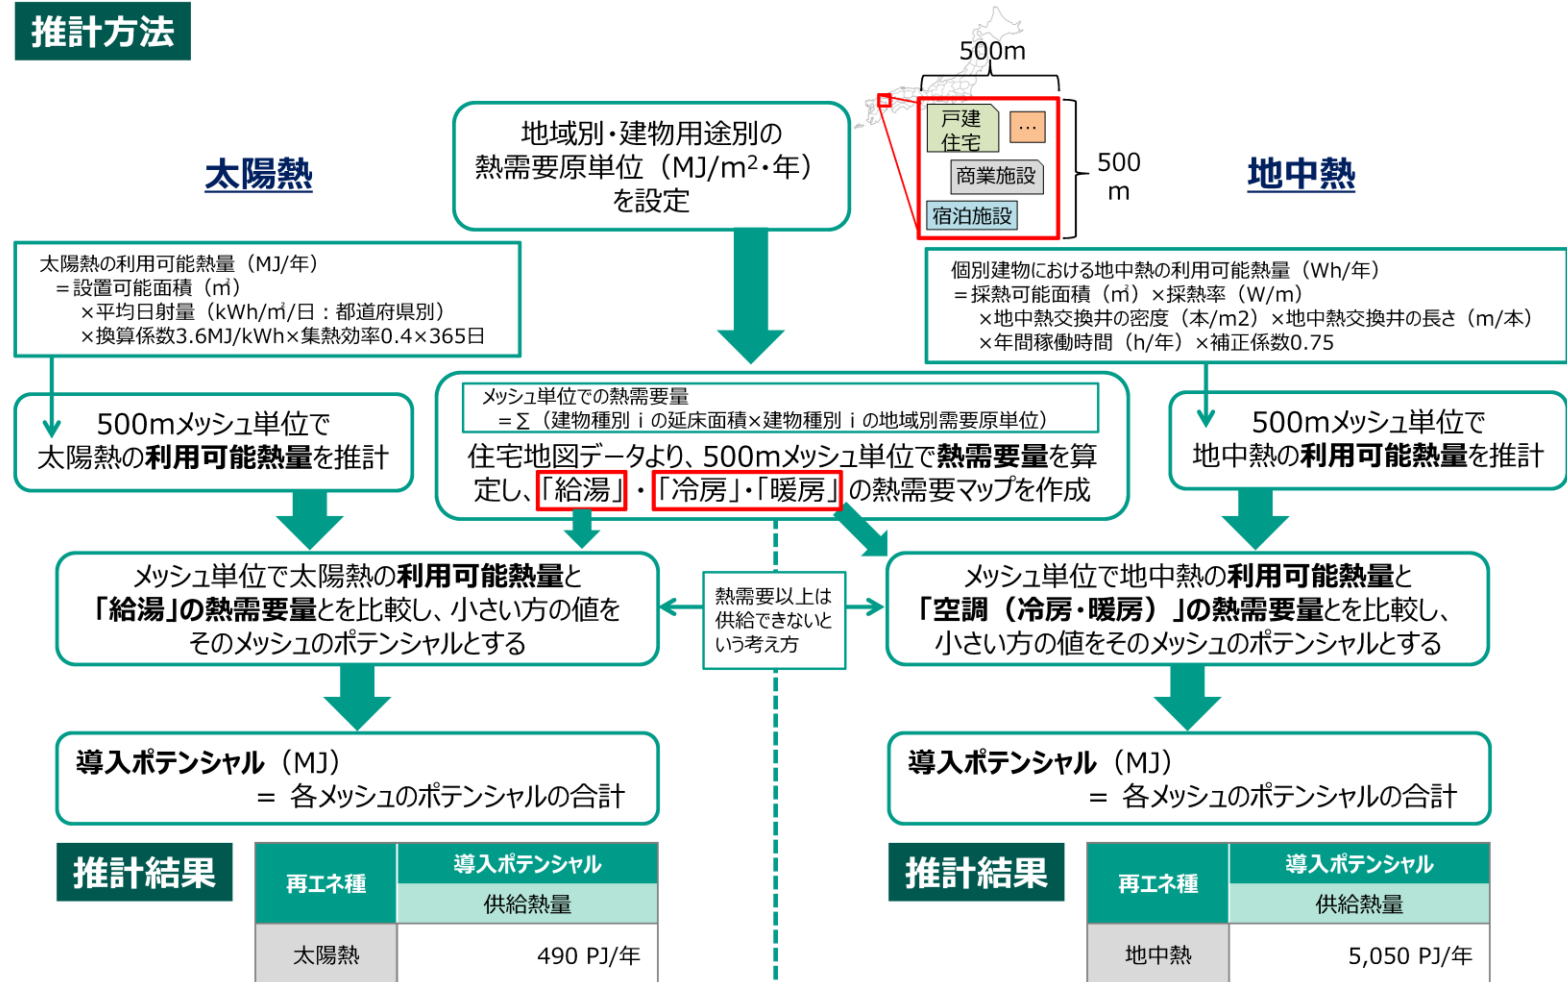 推計方法
500m
500
m
戸建
住宅
…
商業施設
宿泊施設
太陽熱
地域別・建物用途別の
熱需要原単位（MJ/m²・年）
を設定
地中熱
太陽熱の利用可能熱量（MJ/年）
＝設置可能面積（㎡）
×平均日射量（kWh/㎡/日：都道府県別）
×換算係数3.6MJ/kWh×集熱効率0.4×365日
個別建物における地中熱の利用可能熱量（Wh/年）
＝採熱可能面積（㎡）×採熱率（W/m）
×地中熱交換井の密度（本/m2）×地中熱交換井の長さ（m/本）
×年間稼働時間（h/年）×補正係数0.75
500mメッシュ単位で
太陽熱の利用可能熱量を推計
メッシュ単位での熱需要量
＝Σ（建物種別ｉの延床面積×建物種別ｉの地域別需要原単位）
住宅地図データより、500mメッシュ単位で熱需要量を算
定し、「給湯」・「冷房」・「暖房」の熱需要マップを作成
500mメッシュ単位で
地中熱の利用可能熱量を推計
メッシュ単位で太陽熱の利用可能熱量と
「給湯」の熱需要量とを比較し、小さい方の値を
そのメッシュのポテンシャルとする
熱需要以上は
供給できないと
いう考え方
メッシュ単位で地中熱の利用可能熱量と
「空調（冷房・暖房）」の熱需要量とを比較し、
小さい方の値をそのメッシュのポテンシャルとする
導入ポテンシャル（MJ）
＝ 各メッシュのポテンシャルの合計
導入ポテンシャル（MJ）
＝ 各メッシュのポテンシャルの合計
推計結果
再エネ種
導入ポテンシャル
供給熱量
太陽熱
490 PJ/年
推計結果
再エネ種
導入ポテンシャル
供給熱量
地中熱
5,050 PJ/年